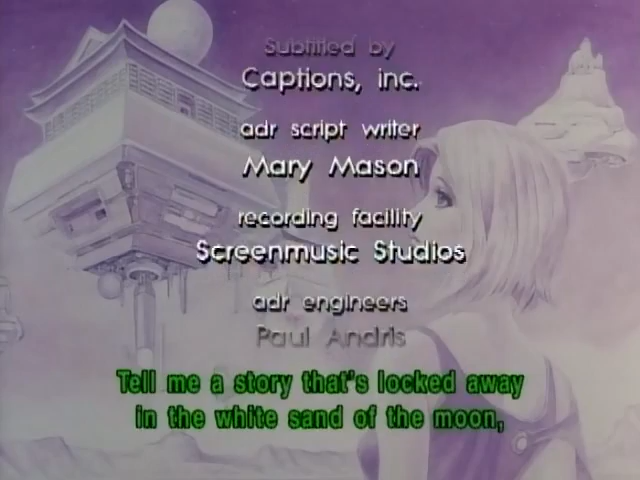 Subtitled by
Captions, inc.
adr script writer
Mary Mason
recording facility
Screenmusic Studios
adr engineers
Paul Andris
Tell me a story that's locked away
in the white sand of the moon,